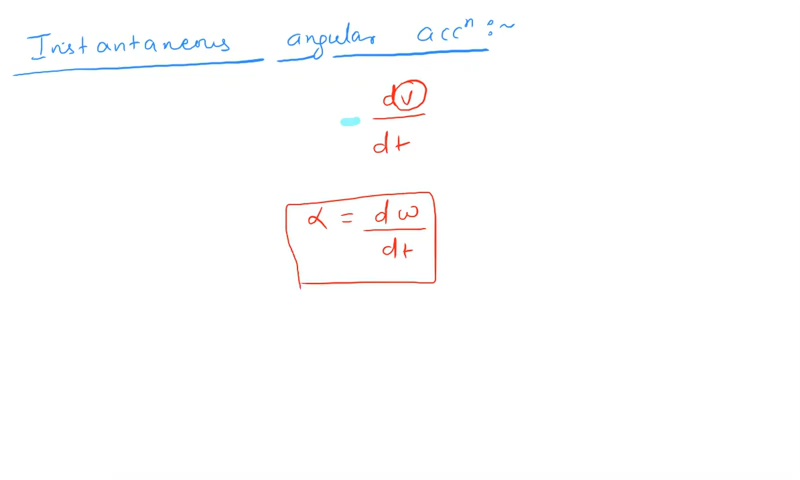 Instantaneous angular accⁿ :~
dv
dt
α = dω
dt